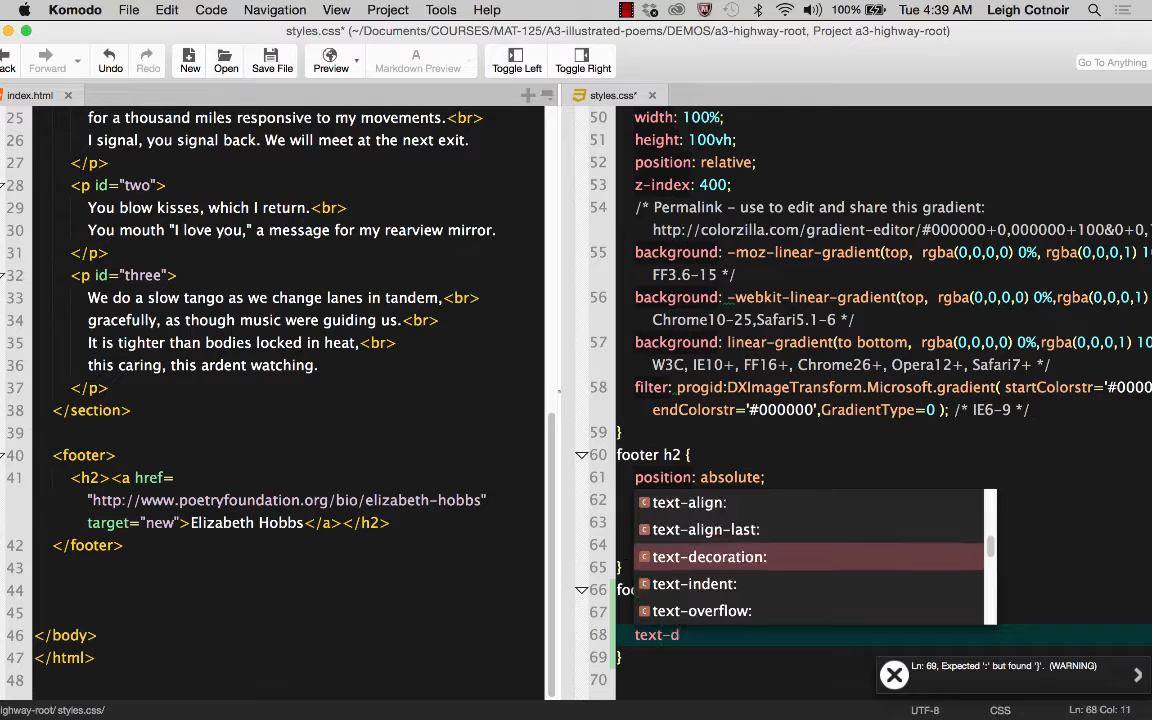 Komodo File Edit Code Navigation View Project Tools Help 100% Tue 4:39 AM Leigh Cotnoir
styles.css* (~/Documents/COURSES/MAT-125/A3-illustrated-poems/DEMOS/a3-highway-root, Project a3-highway-root)
ack Forward Undo Redo New Open Save File Preview Markdown Preview Toggle Left Toggle Right Go To Anything
index.html
25 for a thousand miles responsive to my movements.<br>
26 I signal, you signal back. We will meet at the next exit.
27 </p>
28 <p id="two">
29 You blow kisses, which I return.<br>
30 You mouth "I love you," a message for my rearview mirror.
31 </p>
32 <p id="three">
33 We do a slow tango as we change lanes in tandem,<br>
34 gracefully, as though music were guiding us.<br>
35 It is tighter than bodies locked in heat,<br>
36 this caring, this ardent watching.
37 </p>
38 </section>
39
40 <footer>
41 <h2><a href=
"http://www.poetryfoundation.org/bio/elizabeth-hobbs"
target="new">Elizabeth Hobbs</a></h2>
42 </footer>
43
44
45
46 </body>
47 </html>
48
styles.css*
50 width: 100%;
51 height: 100vh;
52 position: relative;
53 z-index: 400;
54 /* Permalink - use to edit and share this gradient:
http://colorzilla.com/gradient-editor/#000000+0,000000+100&0+0,1
55 background: -moz-linear-gradient(top, rgba(0,0,0,0) 0%, rgba(0,0,0,1) 10
FF3.6-15 */
56 background: -webkit-linear-gradient(top, rgba(0,0,0,0) 0%,rgba(0,0,0,1)
Chrome10-25,Safari5.1-6 */
57 background: linear-gradient(to bottom, rgba(0,0,0,0) 0%,rgba(0,0,0,1) 10
W3C, IE10+, FF16+, Chrome26+, Opera12+, Safari7+ */
58 filter: progid:DXImageTransform.Microsoft.gradient( startColorstr='#0000
endColorstr='#000000',GradientType=0 ); /* IE6-9 */
59 }
60 footer h2 {
61 position: absolute;
62 text-align:
63 text-align-last:
64 text-decoration:
65 } text-indent:
66 foo text-overflow:
67
68 text-d
69 }
70
Ln: 69, Expected ':' but found '}'. (WARNING)
highway-root/styles.css/ UTF-8 CSS Ln: 68 Col: 11